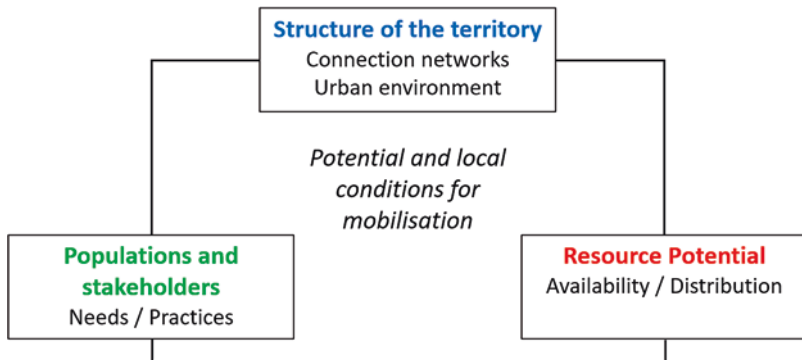 Structure of the territory
Connection networks
Urban environment
Potential and local
conditions for
mobilisation
Populations and
stakeholders
Needs / Practices
Resource Potential
Availability / Distribution